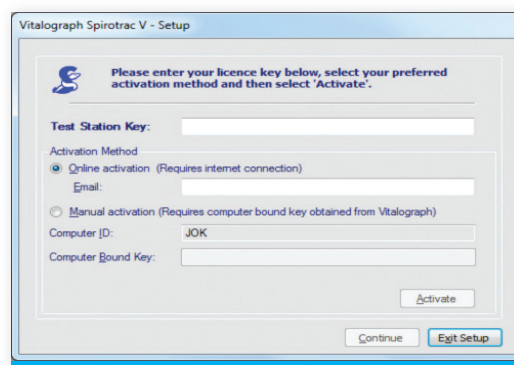 Vitalograph Spirotrac V - Setup
Please enter your licence key below, select your preferred
activation method and then select 'Activate'.
Test Station Key:
Activation Method
Online activation (Requires internet connection)
Email:
Manual activation (Requires computer bound key obtained from Vitalograph)
Computer ID: JOK
Computer Bound Key:
Activate
Continue Exit Setup